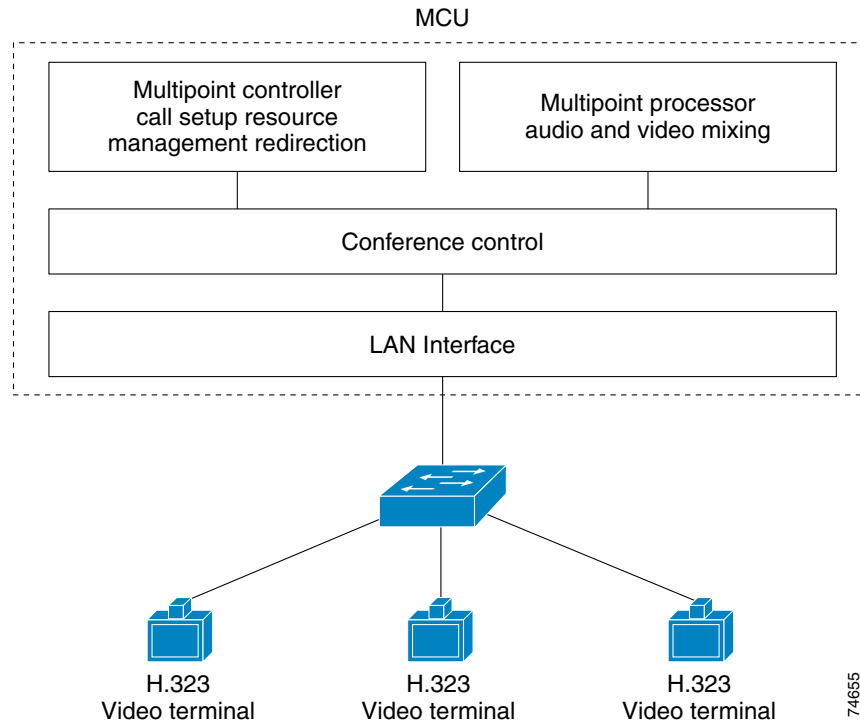 MCU
Multipoint controller
call setup resource
management redirection
Multipoint processor
audio and video mixing
Conference control
LAN Interface
H.323
Video terminal
H.323
Video terminal
H.323
Video terminal
74655